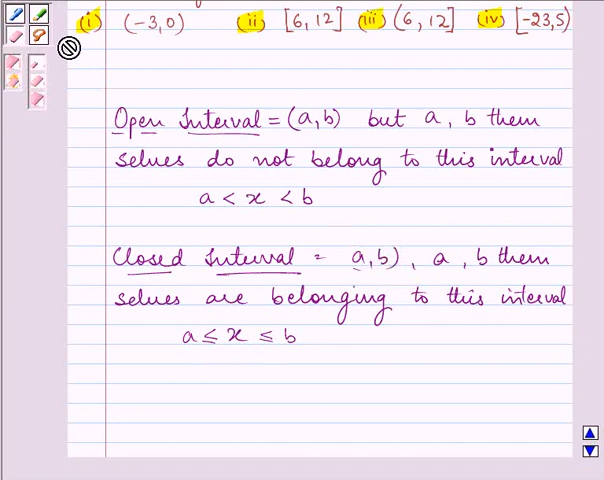 (i) (-3,0) (ii) [6, 12] (iii) (6, 12] (iv) [-23,5)
Open Interval = (a,b) but a, b them
selves do not belong to this interval
a < x < b
Closed Interval = a,b), a, b them
selves are belonging to this interval
a ≤ x ≤ b